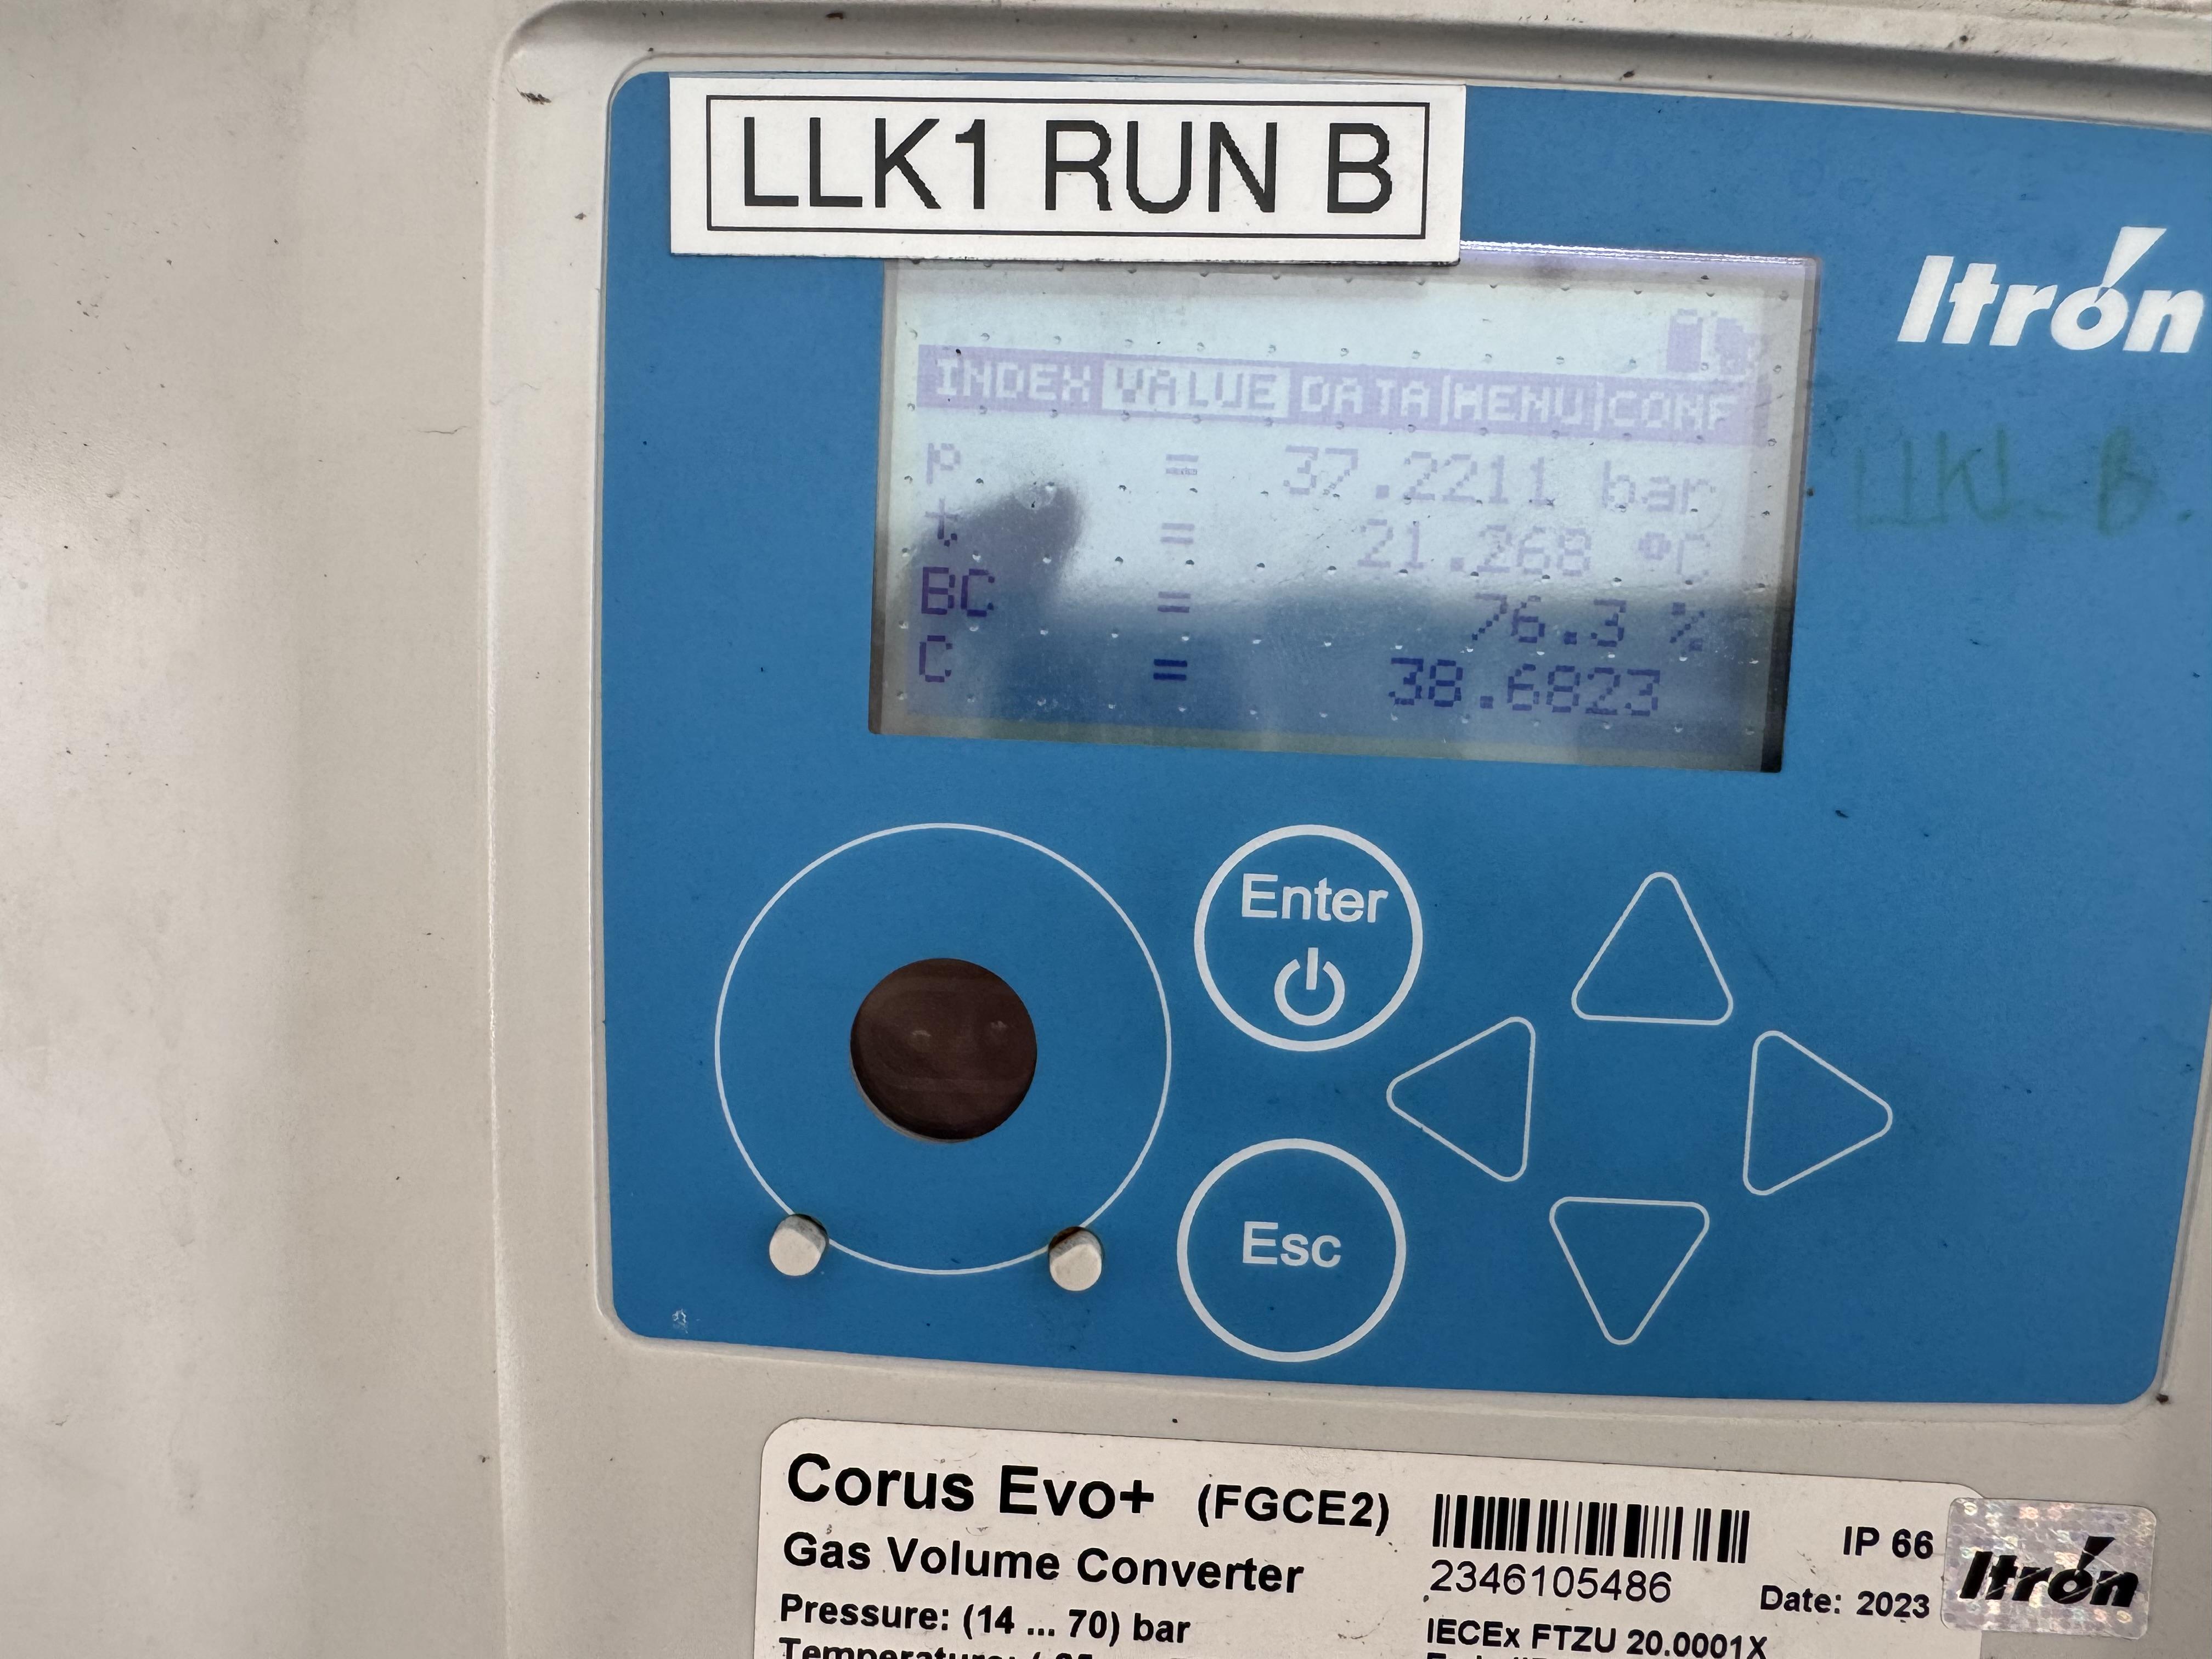 LLK1 RUN B
Itrón
INDEX VALUE DATA|MENU|CONF
p = 37.2211 bar
t = 21.268 °C
BC = 76.3 %
C = 38.6823
LLK1-B.
Enter
Esc
Corus Evo+ (FGCE2)
Gas Volume Converter
Pressure: (14 ... 70) bar
2346105486
IP 66
Date: 2023
Itrón
IECEx FTZU 20.0001X